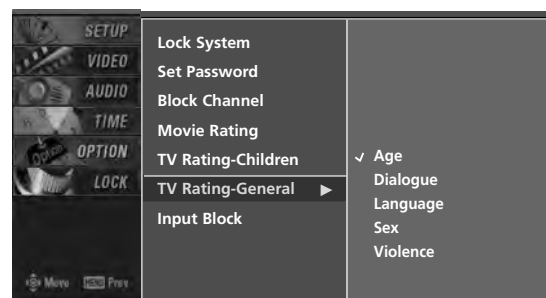 SETUP
VIDEO
AUDIO
TIME
OPTION
LOCK
Move MENU Prev
Lock System
Set Password
Block Channel
Movie Rating
TV Rating-Children
TV Rating-General ▶
Input Block
✓ Age
Dialogue
Language
Sex
Violence